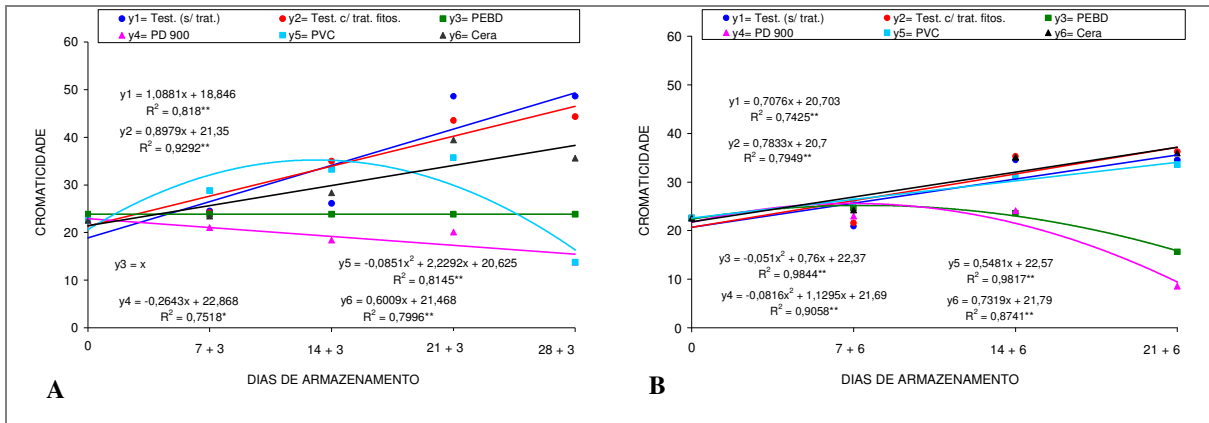 y1= Test. (s/ trat.) y2= Test. c/ trat. fitos. y3= PEBD
y4= PD 900 y5= PVC y6= Cera
60
50
40
30
20
10
0
CROMATICIDADE
y1 = 1,0881x + 18,846
R² = 0,818**
y2 = 0,8979x + 21,35
R² = 0,9292**
y3 = x
y4 = -0,2643x + 22,868
R² = 0,7518*
y5 = -0,0851x² + 2,2292x + 20,625
R² = 0,8145**
y6 = 0,6009x + 21,468
R² = 0,7996**
0 7 + 3 14 + 3 21 + 3 28 + 3
DIAS DE ARMAZENAMENTO
A
y1= Test. (s/ trat.) y2= Test. c/ trat. fitos. y3= PEBD
y4= PD 900 y5= PVC y6= Cera
60
50
40
30
20
10
0
CROMATICIDADE
y1 = 0,7076x + 20,703
R² = 0,7425**
y2 = 0,7833x + 20,7
R² = 0,7949**
y3 = -0,051x² + 0,76x + 22,37
R² = 0,9844**
y4 = -0,0816x² + 1,1295x + 21,69
R² = 0,9058**
y5 = 0,5481x + 22,57
R² = 0,9817**
y6 = 0,7319x + 21,79
R² = 0,8741**
0 7 + 6 14 + 6 21 + 6
DIAS DE ARMAZENAMENTO
B